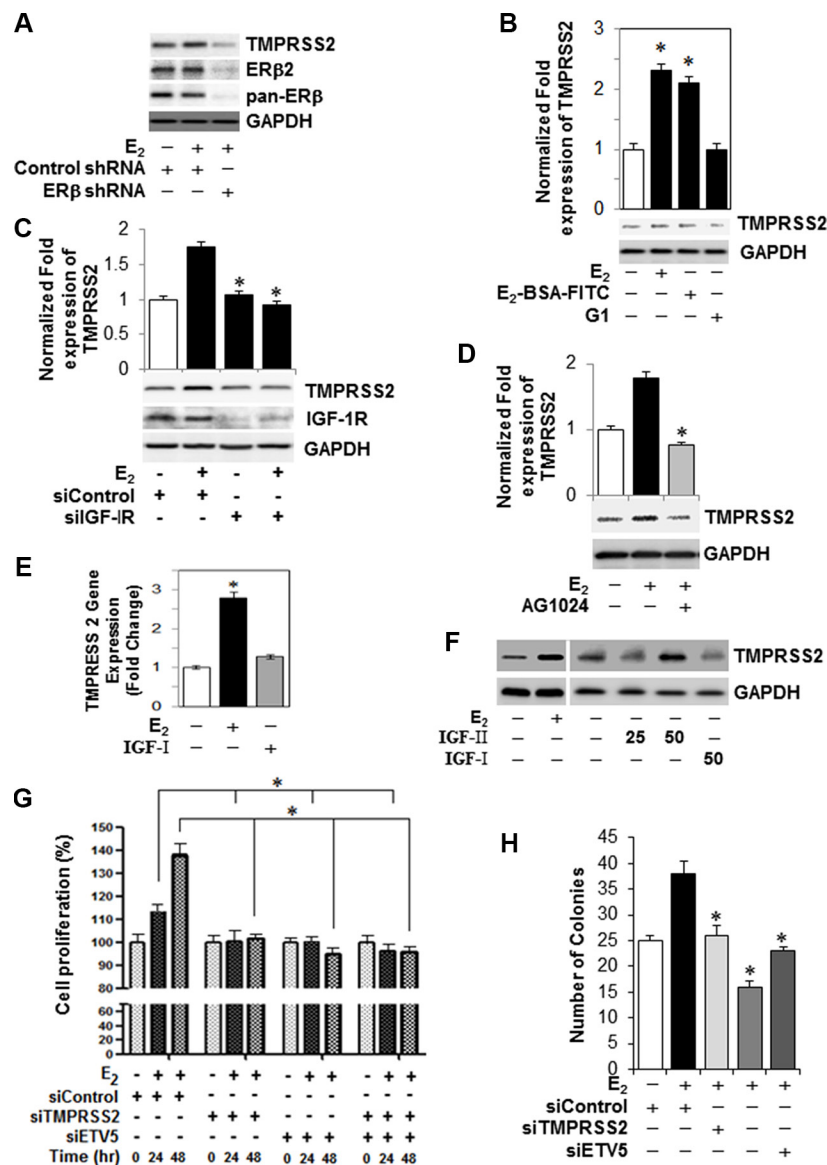 A
TMPRSS2
ERβ2
pan-ERβ
GAPDH
E2 – + +
Control shRNA + + –
ERβ shRNA – – +
B
Normalized Fold
expression of TMPRSS2
3
2
1
0
* *
TMPRSS2
GAPDH
E2 – + – –
E2-BSA-FITC – – + –
G1 – – – +
C
Normalized Fold
expression of
TMPRSS2
2
1.5
1
0.5
0
* *
TMPRSS2
IGF-1R
GAPDH
E2 – + – +
siControl + + – –
siIGF-IR – – + +
D
Normalized Fold
expression of
TMPRSS2
2
1
0
*
TMPRSS2
GAPDH
E2 – + +
AG1024 – – +
E
TMPRESS 2 Gene
Expression
(Fold Change)
3
2
1
0
*
E2 – + –
IGF-I – – +
F
TMPRSS2
GAPDH
E2 – + – – – –
IGF-II – – – 25 50 –
IGF-I – – – – – 50
G
Cell proliferation (%)
*
*
150
140
130
120
110
100
90
80
70
60
50
40
30
20
10
0
E2 - + + - + + - + + - + +
siControl + + + - - - - - - - - -
siTMPRSS2 - - - + + + - - - + + +
siETV5 - - - - - - + + + + + +
Time (hr) 0 24 48 0 24 48 0 24 48 0 24 48
H
Number of Colonies
45
40
35
30
25
20
15
10
5
0
* * *
E2 – + + + +
siControl + + – – –
siTMPRSS2 – – + – –
siETV5 – – – – +